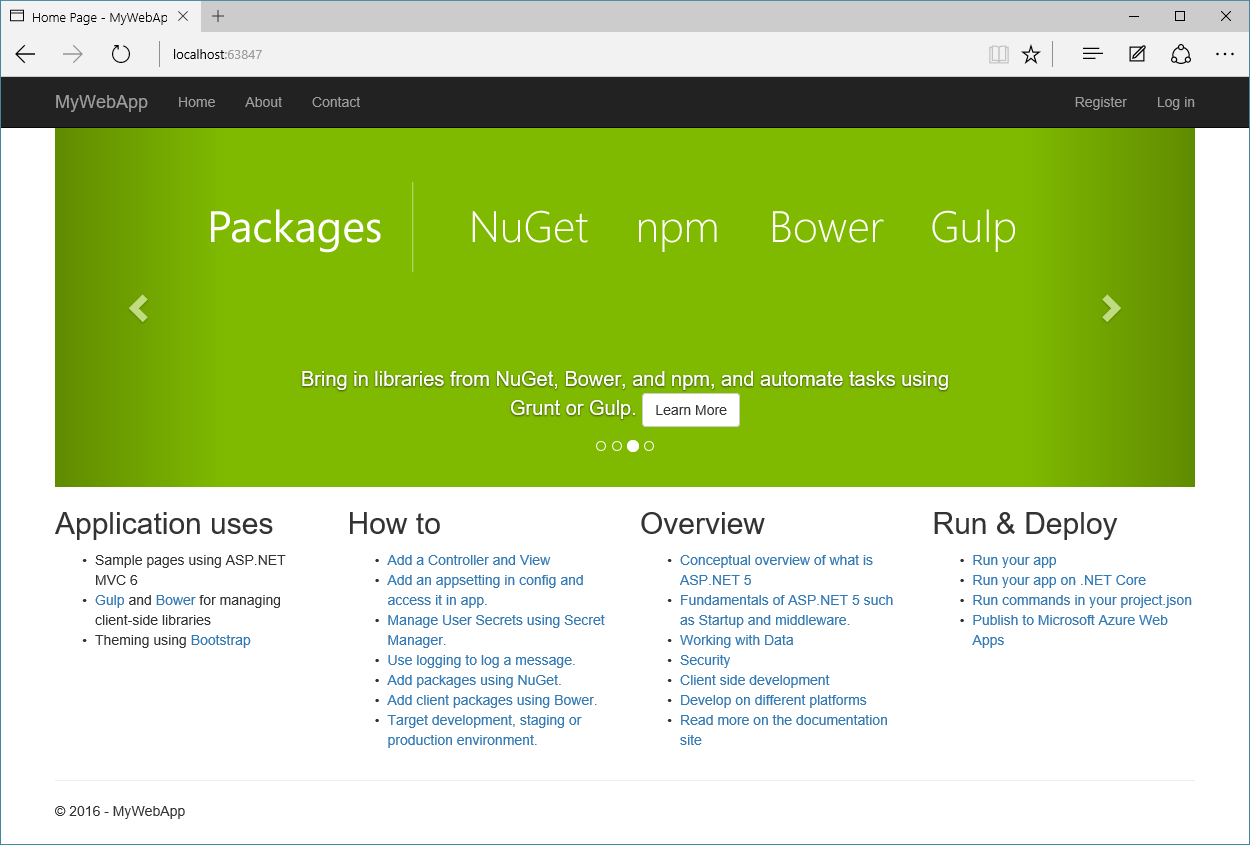 Home Page - MyWebAp
localhost:63847
MyWebApp Home About Contact Register Log in
Packages NuGet npm Bower Gulp
Bring in libraries from NuGet, Bower, and npm, and automate tasks using
Grunt or Gulp. Learn More
Application uses
• Sample pages using ASP.NET
MVC 6
• Gulp and Bower for managing
client-side libraries
• Theming using Bootstrap
How to
• Add a Controller and View
• Add an appsetting in config and
access it in app.
• Manage User Secrets using Secret
Manager.
• Use logging to log a message.
• Add packages using NuGet.
• Add client packages using Bower.
• Target development, staging or
production environment.
Overview
• Conceptual overview of what is
ASP.NET 5
• Fundamentals of ASP.NET 5 such
as Startup and middleware.
• Working with Data
• Security
• Client side development
• Develop on different platforms
• Read more on the documentation
site
Run & Deploy
• Run your app
• Run your app on .NET Core
• Run commands in your project.json
• Publish to Microsoft Azure Web
Apps
© 2016 - MyWebApp